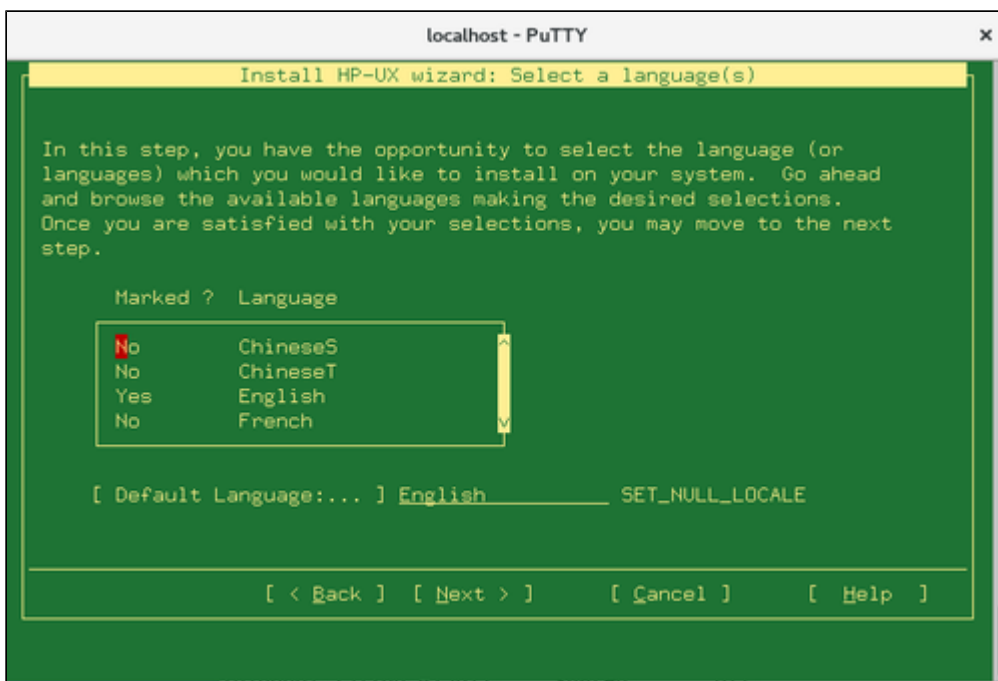 localhost - PuTTY ×
Install HP-UX wizard: Select a language(s)
In this step, you have the opportunity to select the language (or
languages) which you would like to install on your system.  Go ahead
and browse the available languages making the desired selections.
Once you are satisfied with your selections, you may move to the next
step.
Marked ?  Language
No        ChineseS ^
No        ChineseT
Yes       English
No        French v
[ Default Language:... ] English______________ SET_NULL_LOCALE
[ < Back ]  [ Next > ]  [ Cancel ]  [  Help  ]